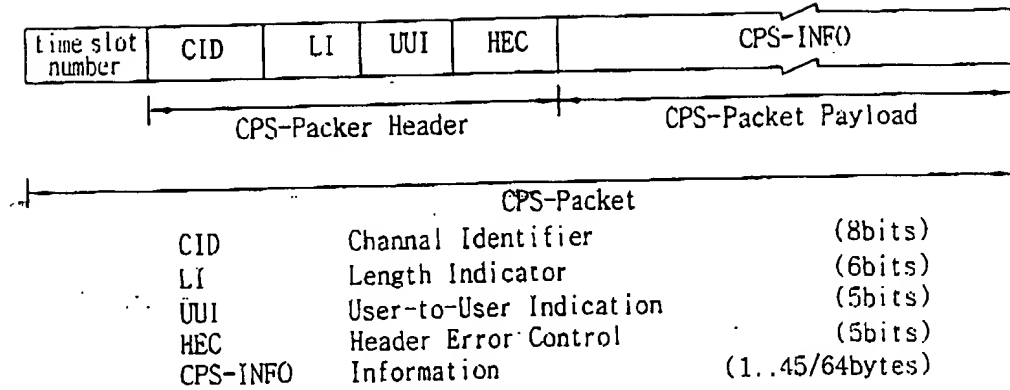 time slot number CID LI UUI HEC CPS-INFO
CPS-Packer Header CPS-Packet Payload
CPS-Packet
CID Channal Identifier (8bits)
LI Length Indicator (6bits)
UUI User-to-User Indication (5bits)
HEC Header Error Control (5bits)
CPS-INFO Information (1..45/64bytes)